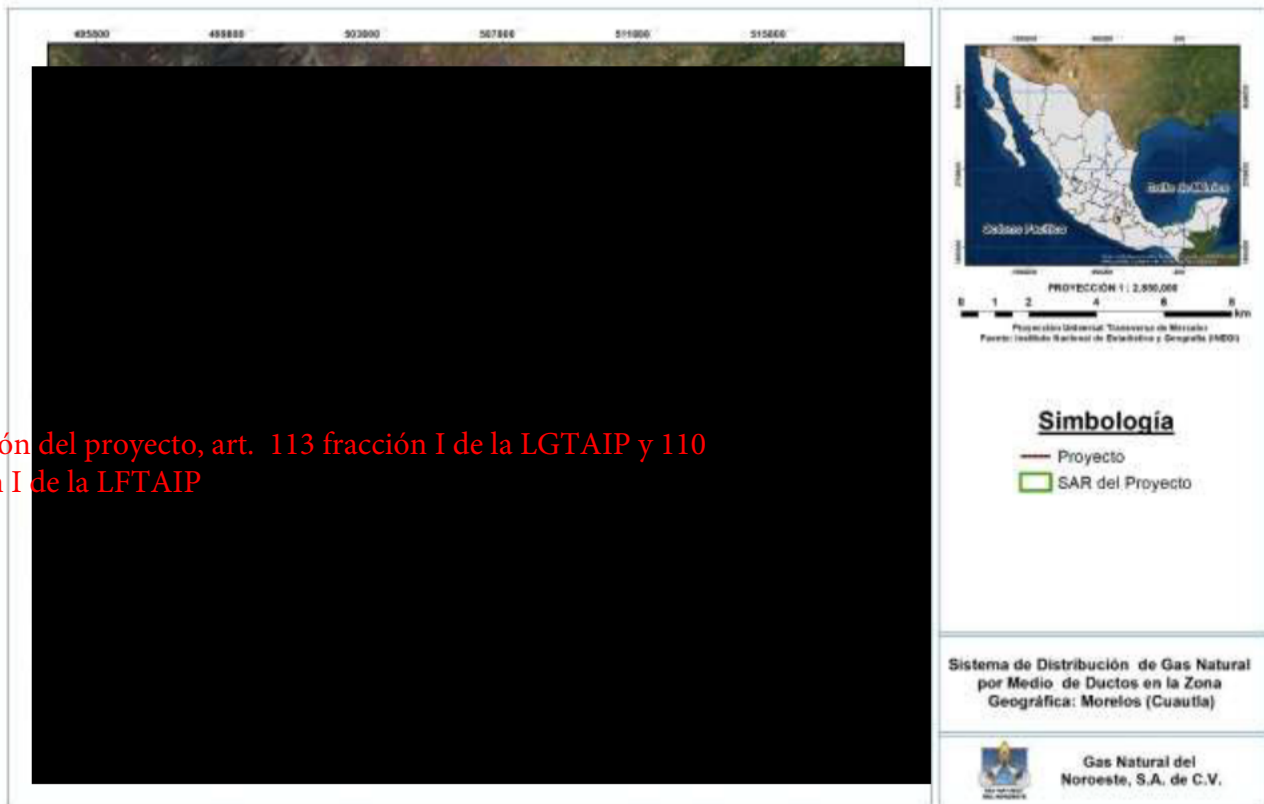 495000 499000 503000 507000 511000 515000
ón del proyecto, art. 113 fracción I de la LGTAIP y 110
I de la LFTAIP
Golfo de México
Océano Pacífico
PROYECCIÓN 1 : 2,850,000
0 1 2 4 6 8
km
Proyección Universal Transversa de Mercator
Fuente: Instituto Nacional de Estadística y Geografía (INEGI)
Simbología
Proyecto
SAR del Proyecto
Sistema de Distribución de Gas Natural
por Medio de Ductos en la Zona
Geográfica: Morelos (Cuautla)
Gas Natural del
Noroeste, S.A. de C.V.